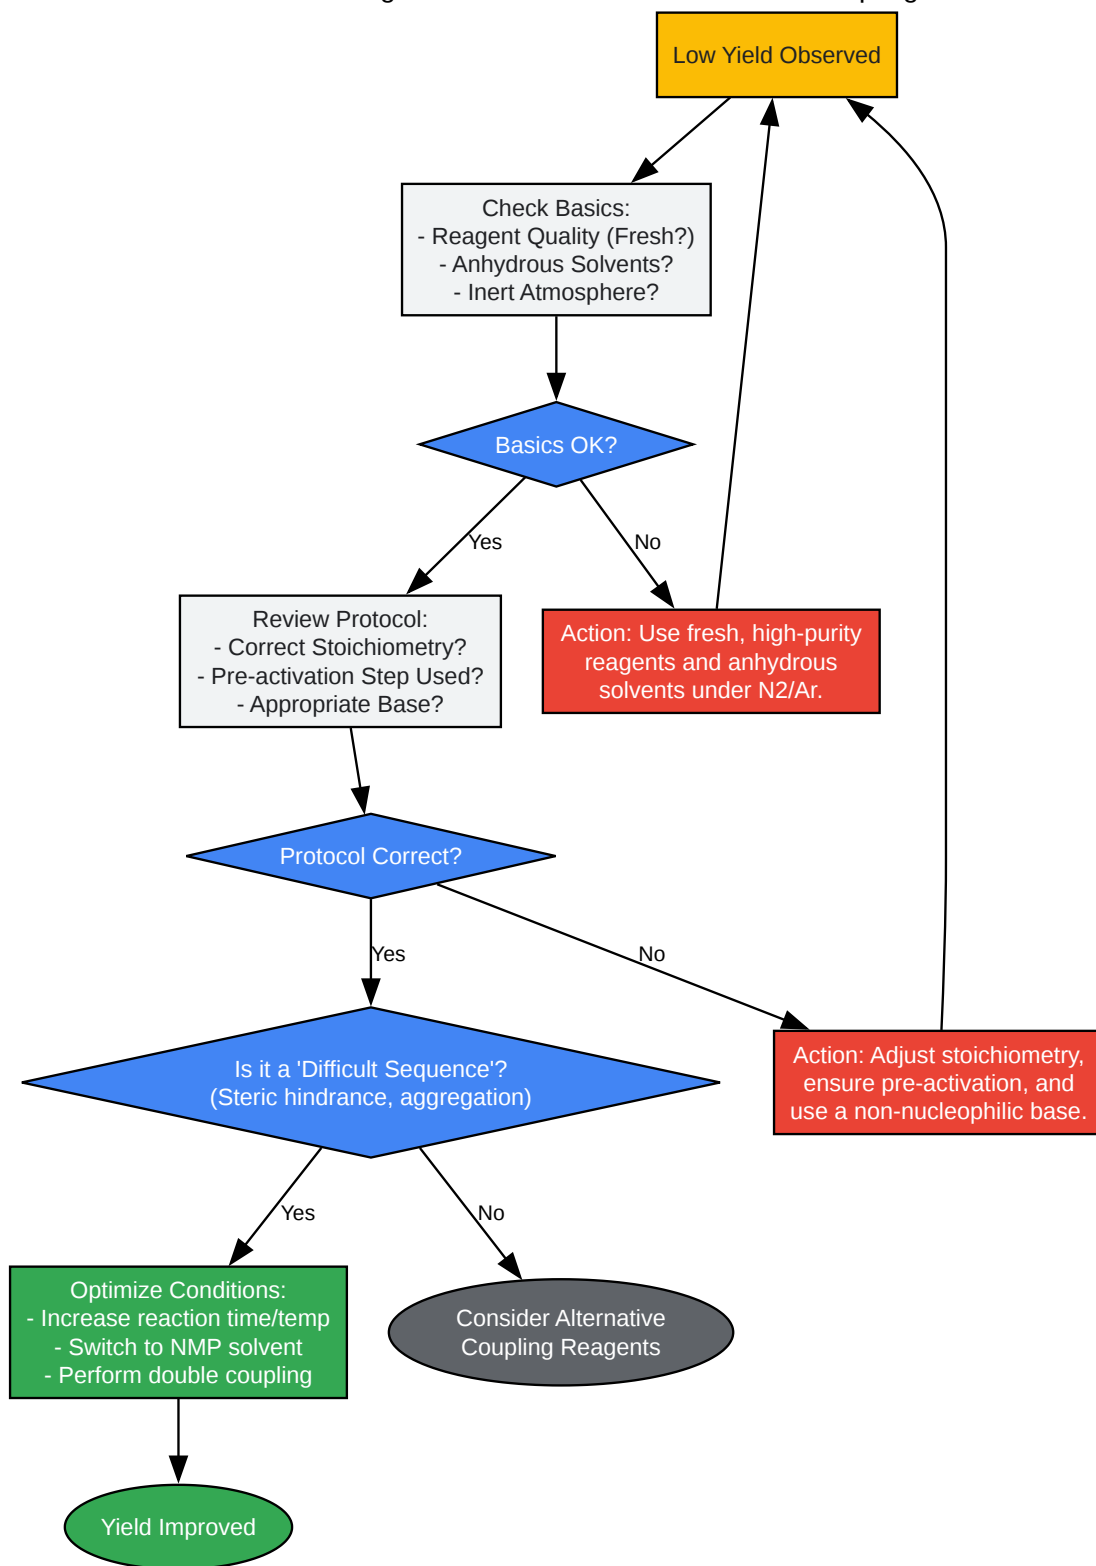 Low Yield Observed
Check Basics:
- Reagent Quality (Fresh?)
- Anhydrous Solvents?
- Inert Atmosphere?
Basics OK?
Yes
No
Review Protocol:
- Correct Stoichiometry?
- Pre-activation Step Used?
- Appropriate Base?
Action: Use fresh, high-purity
reagents and anhydrous
solvents under N2/Ar.
Protocol Correct?
Yes
No
Is it a 'Difficult Sequence'?
(Steric hindrance, aggregation)
Action: Adjust stoichiometry,
ensure pre-activation, and
use a non-nucleophilic base.
Yes
No
Optimize Conditions:
- Increase reaction time/temp
- Switch to NMP solvent
- Perform double coupling
Consider Alternative
Coupling Reagents
Yield Improved